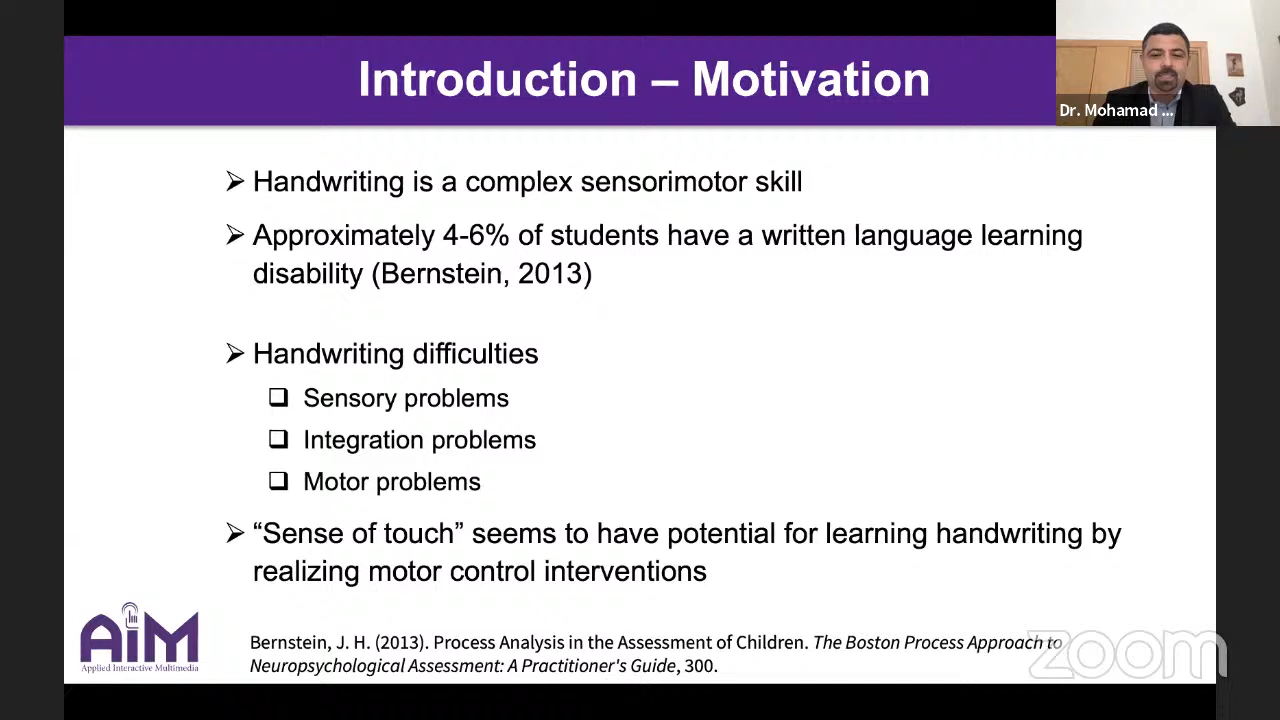 Introduction – Motivation
Dr. Mohamad ...
➢ Handwriting is a complex sensorimotor skill
➢ Approximately 4-6% of students have a written language learning
disability (Bernstein, 2013)
➢ Handwriting difficulties
❑ Sensory problems
❑ Integration problems
❑ Motor problems
➢ “Sense of touch” seems to have potential for learning handwriting by
realizing motor control interventions
AIM
Applied Interactive Multimedia
Bernstein, J. H. (2013). Process Analysis in the Assessment of Children. The Boston Process Approach to
Neuropsychological Assessment: A Practitioner's Guide, 300.
zoom